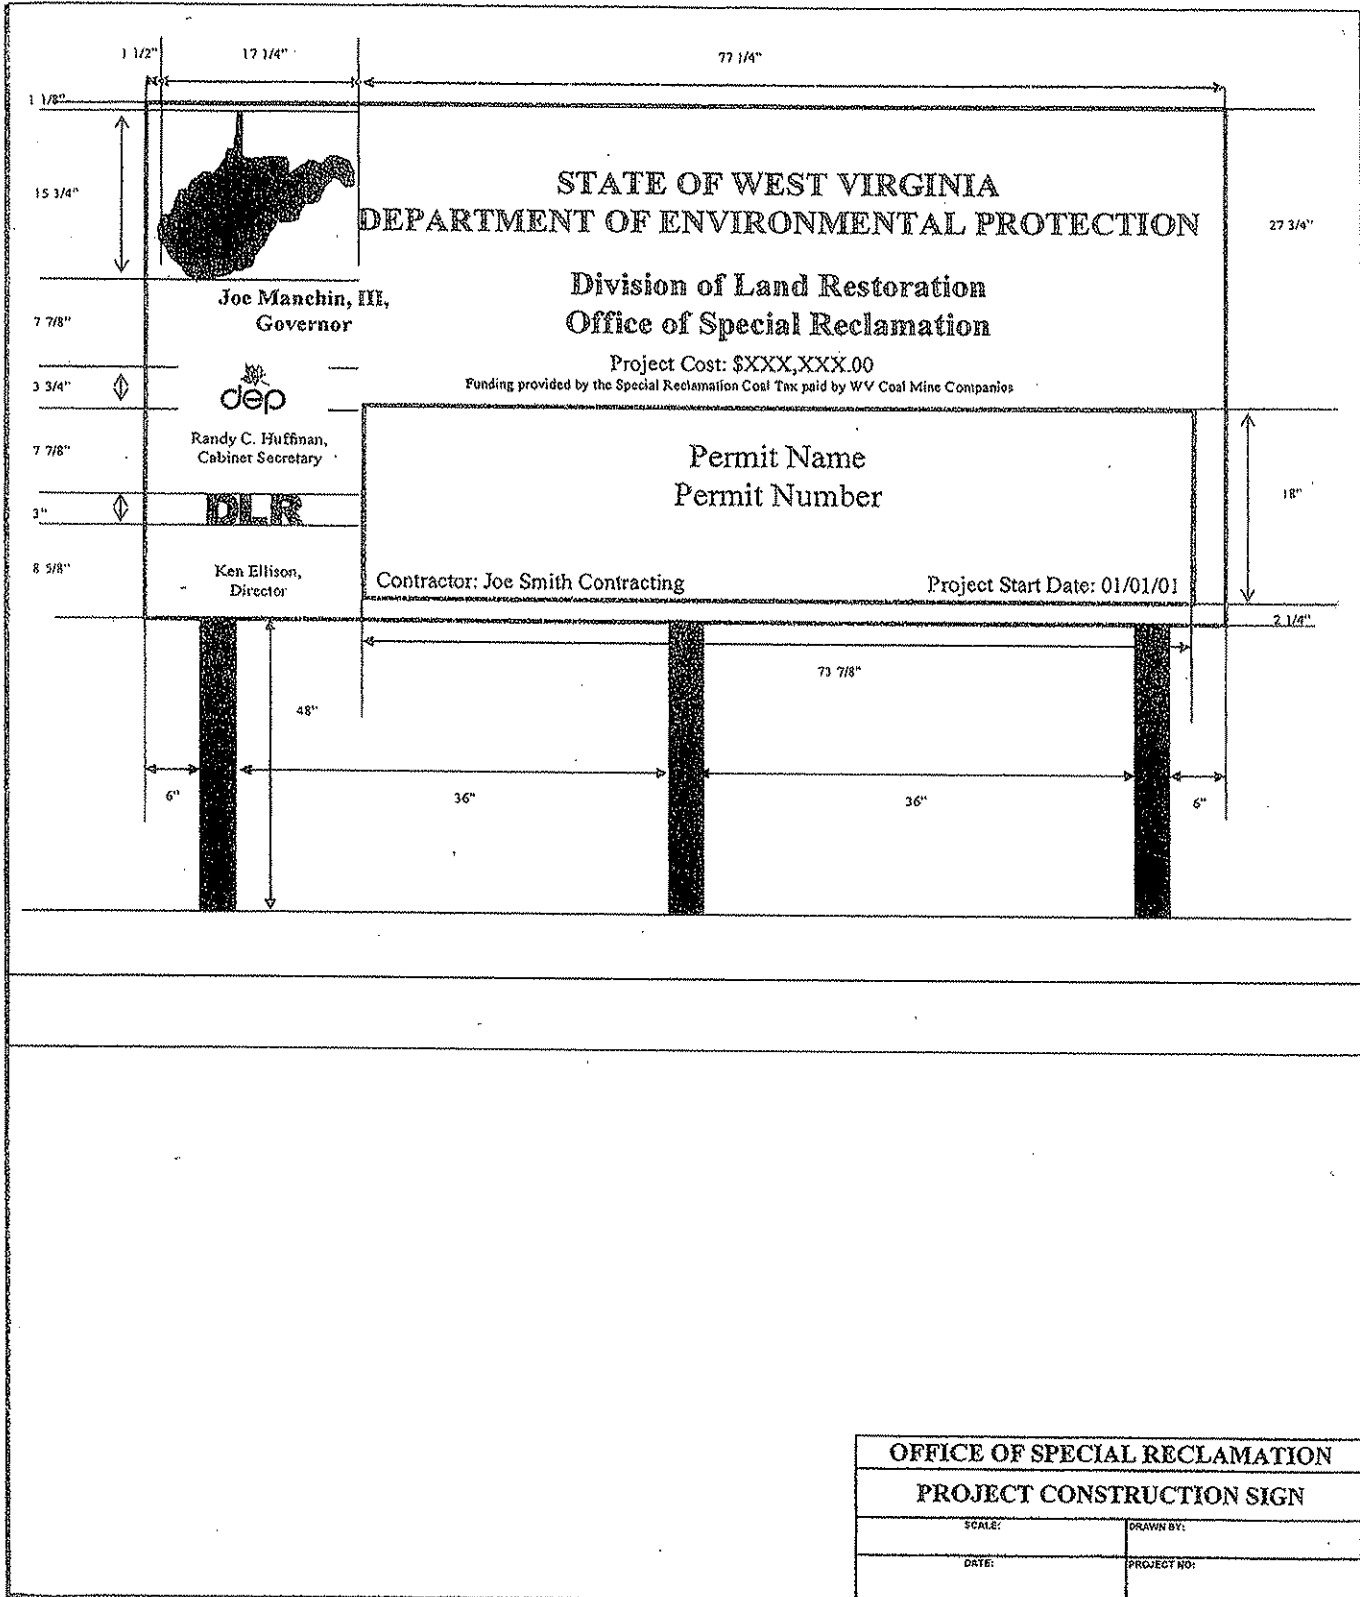 1 1/2"
17 1/4"
77 1/4"
1 1/8"
15 3/4"
STATE OF WEST VIRGINIA
DEPARTMENT OF ENVIRONMENTAL PROTECTION
27 3/4"
Division of Land Restoration
Office of Special Reclamation
Joe Manchin, III,
Governor
7 7/8"
Project Cost: $XXX,XXX.00
Funding provided by the Special Reclamation Coal Tax paid by WV Coal Mine Companies
3 3/4"
dep
Randy C. Huffman,
Cabinet Secretary
7 7/8"
Permit Name
Permit Number
18"
3"
DLR
8 5/8"
Ken Ellison,
Director
Contractor: Joe Smith Contracting
Project Start Date: 01/01/01
2 1/4"
73 7/8"
48"
6"
36"
36"
6"
OFFICE OF SPECIAL RECLAMATION
PROJECT CONSTRUCTION SIGN
SCALE:
DRAWN BY:
DATE:
PROJECT NO: